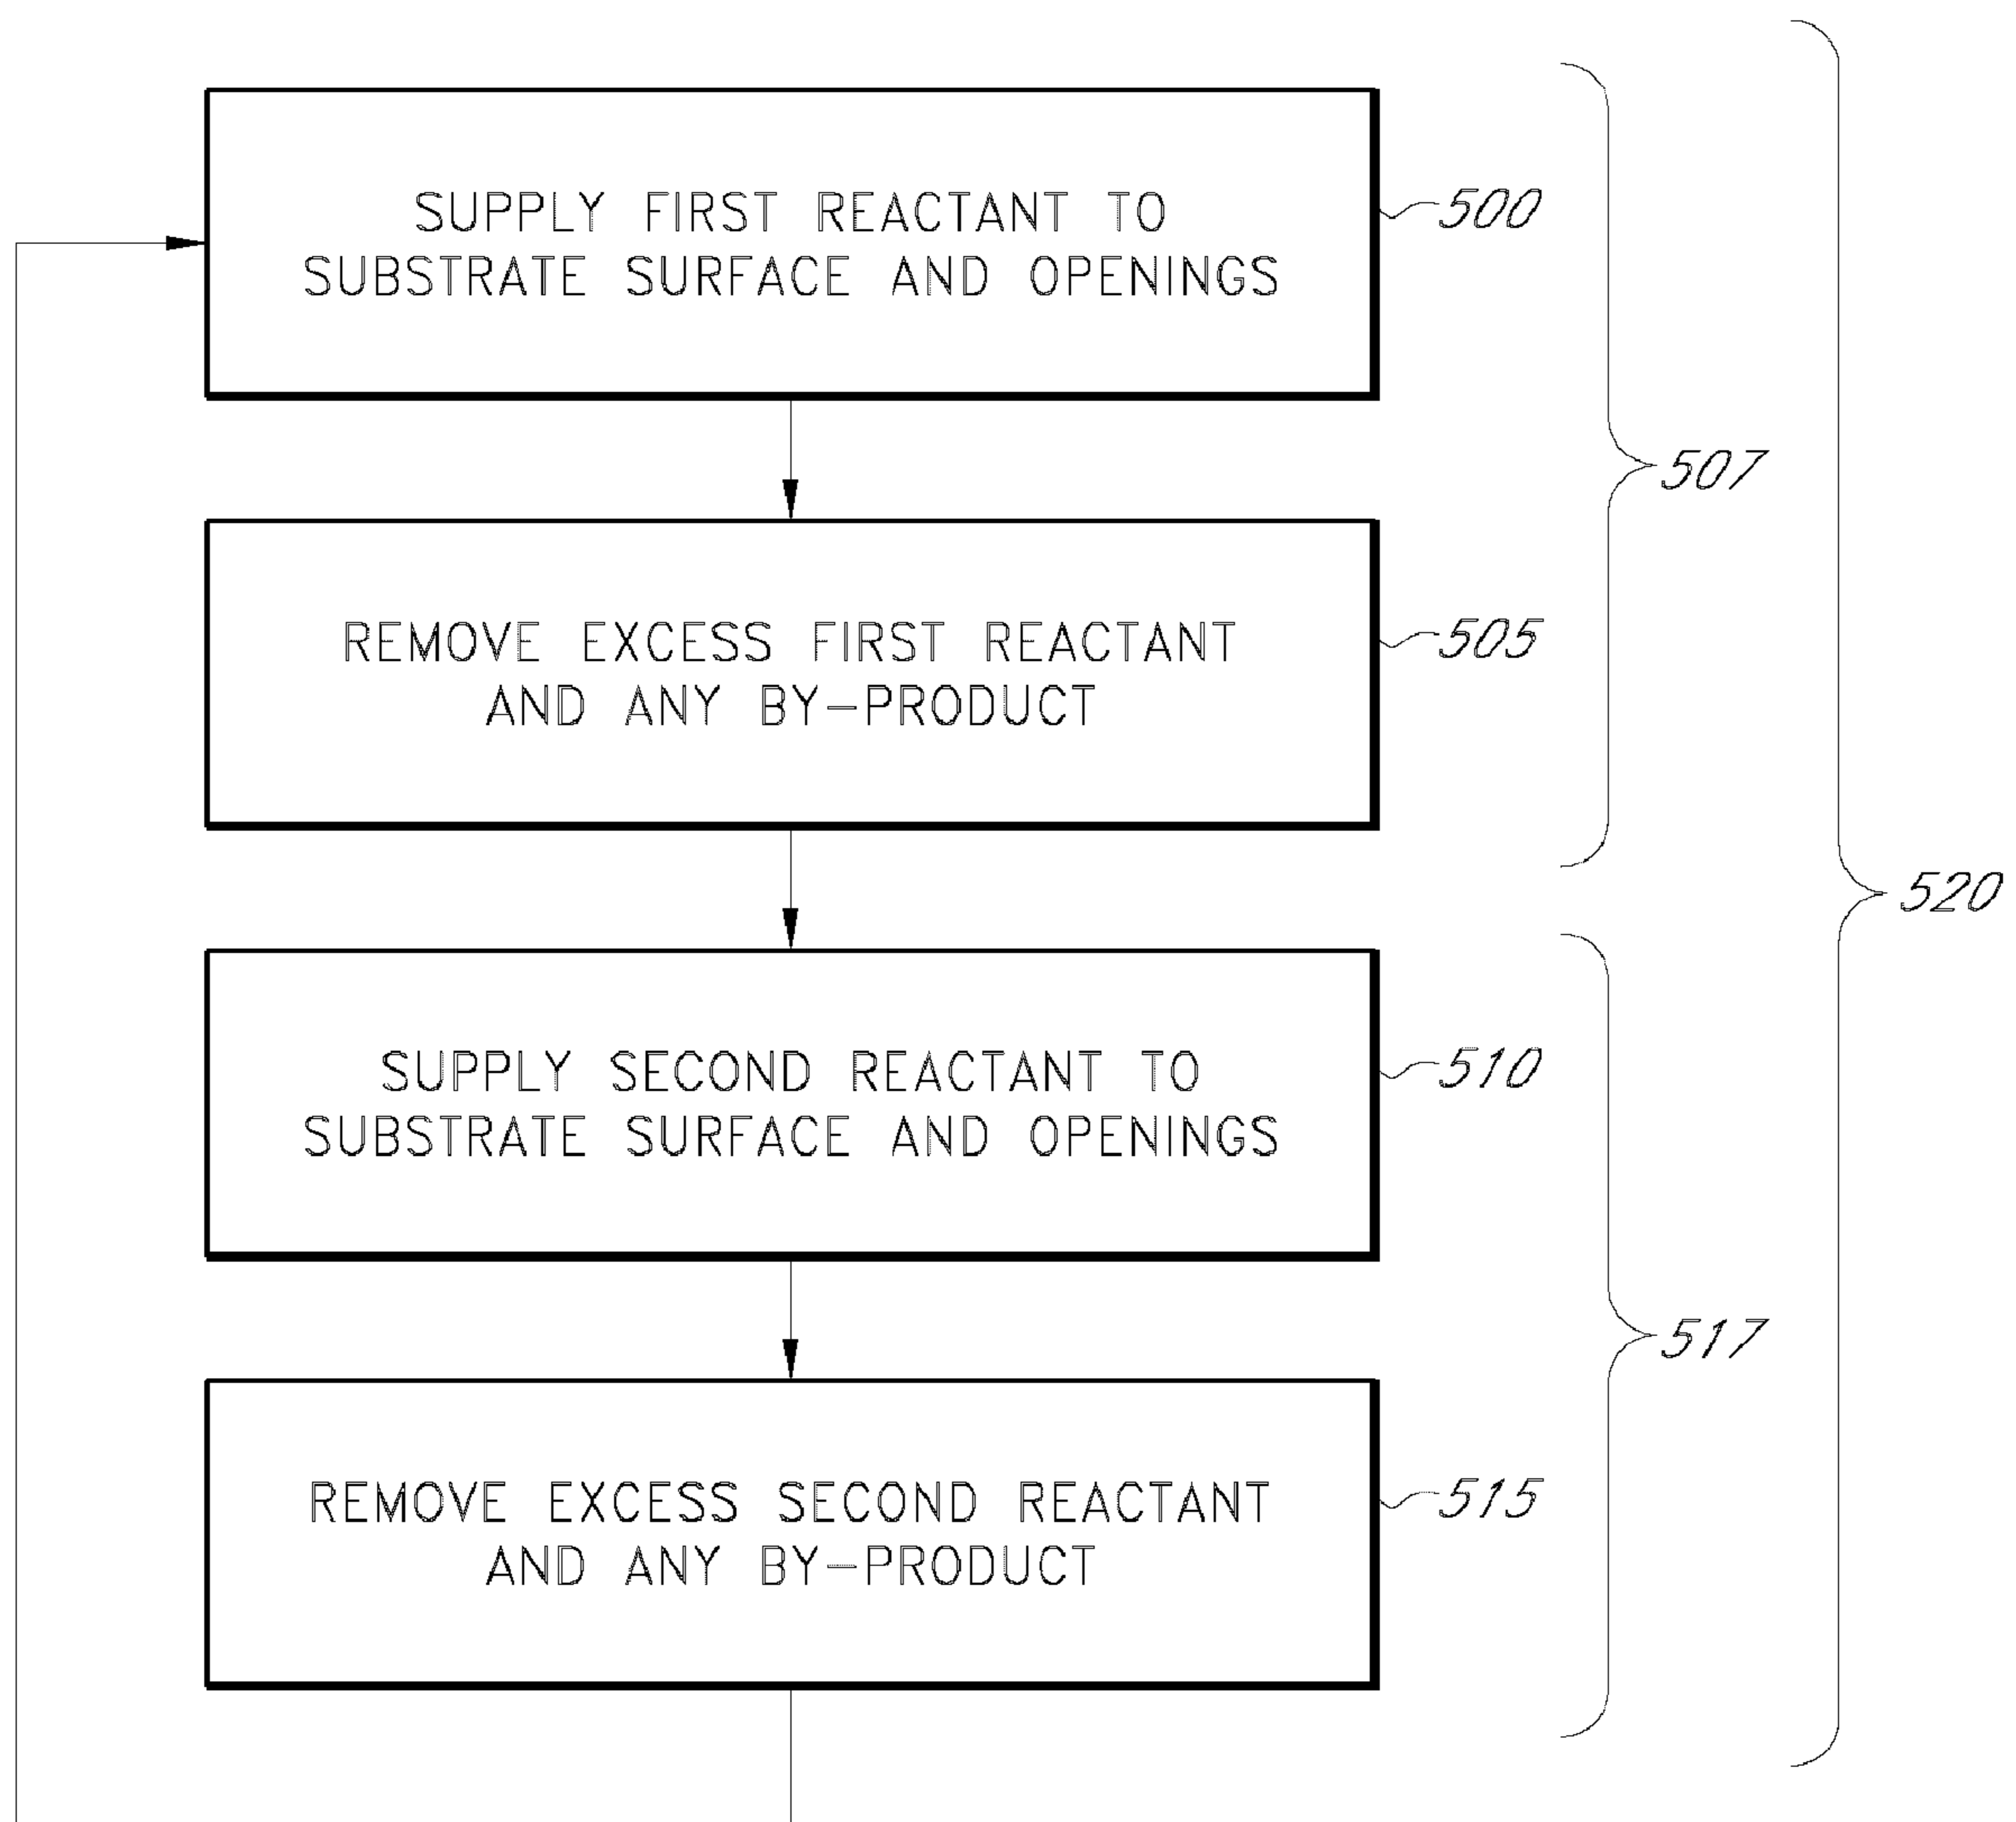 SUPPLY FIRST REACTANT TO
SUBSTRATE SURFACE AND OPENINGS
500
507
REMOVE EXCESS FIRST REACTANT
AND ANY BY-PRODUCT
505
520
SUPPLY SECOND REACTANT TO
SUBSTRATE SURFACE AND OPENINGS
510
517
REMOVE EXCESS SECOND REACTANT
AND ANY BY-PRODUCT
515